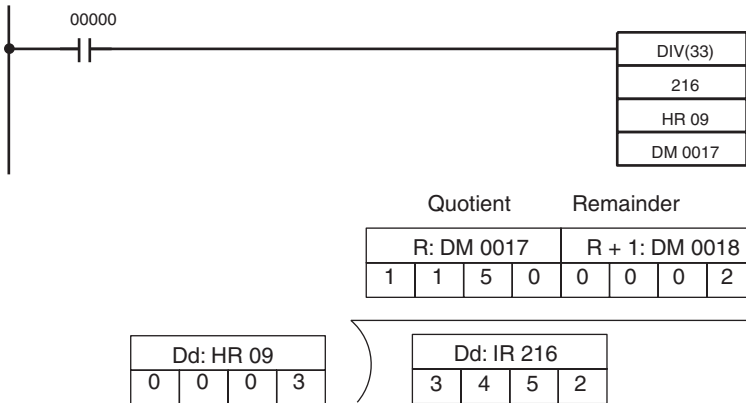 00000
DIV(33)
216
HR 09
DM 0017
Quotient Remainder
R: DM 0017 R + 1: DM 0018
1 1 5 0 0 0 0 2
Dd: HR 09 Dd: IR 216
0 0 0 3 3 4 5 2